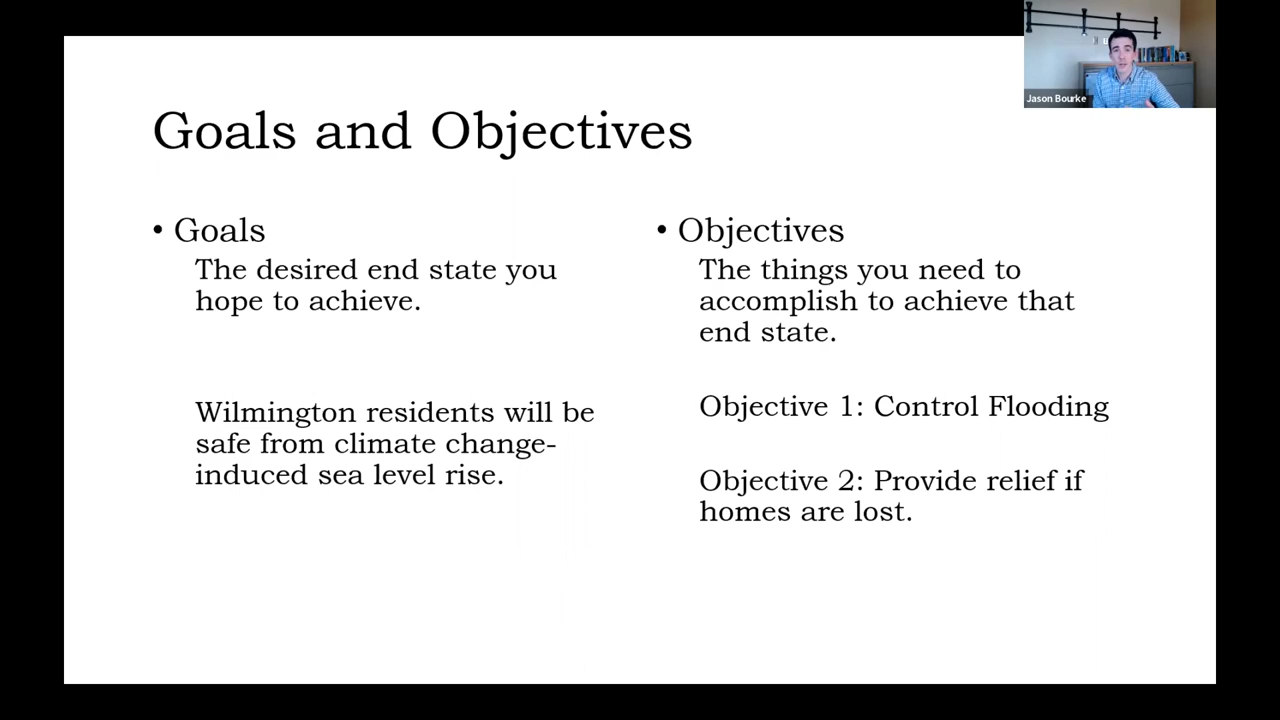 Goals and Objectives
• Goals
The desired end state you
hope to achieve.
Wilmington residents will be
safe from climate change-
induced sea level rise.
• Objectives
The things you need to
accomplish to achieve that
end state.
Objective 1: Control Flooding
Objective 2: Provide relief if
homes are lost.
Jason Bourke